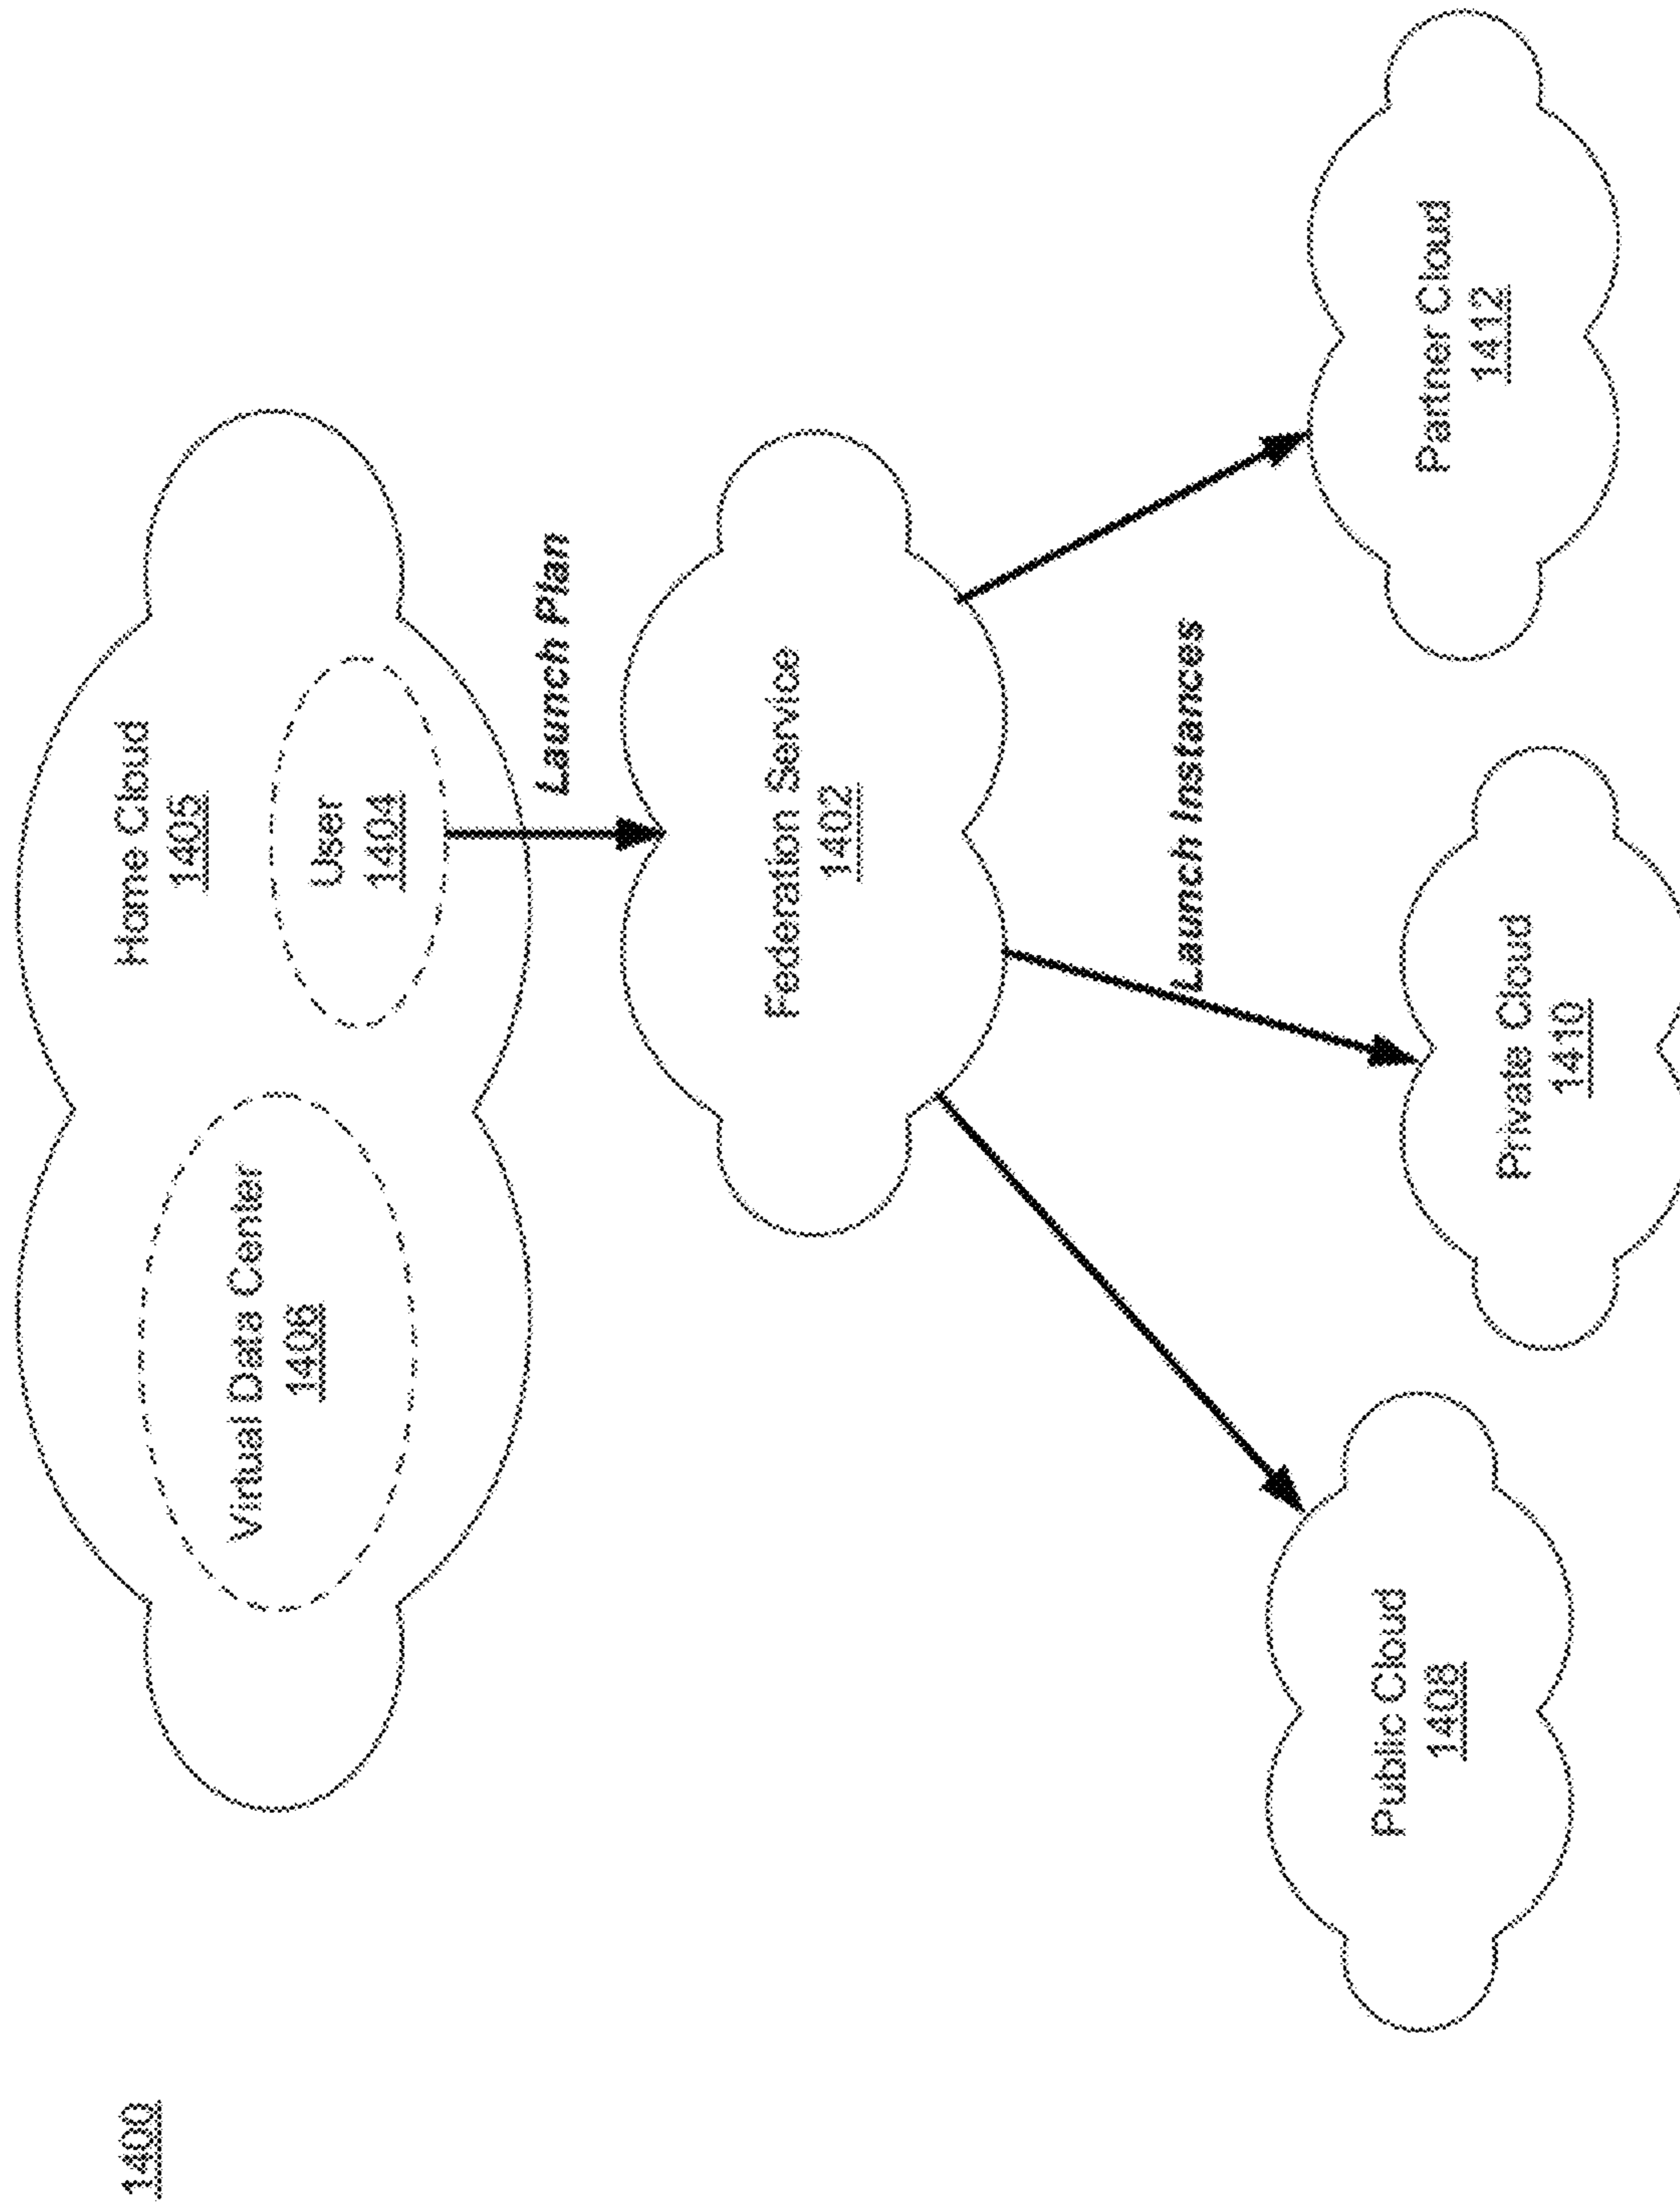 1400
Home Cloud
1405
Virtual Data Center
1406
User
1404
Launch Plan
Federation Service
1402
Launch Instances
Public Cloud
1408
Private Cloud
1410
Partner Cloud
1412